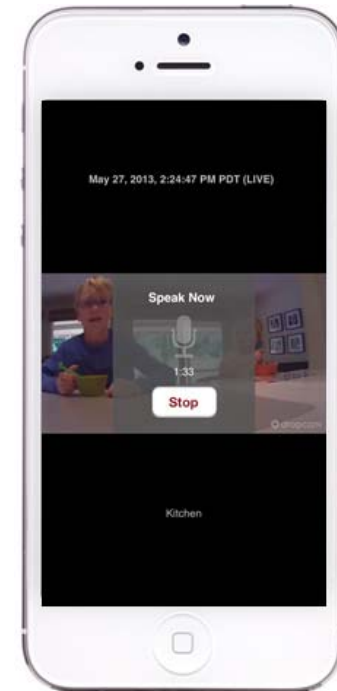 May 27, 2013, 2:24:47 PM PDT (LIVE)
Speak Now
1:33
Stop
dropcam
Kitchen